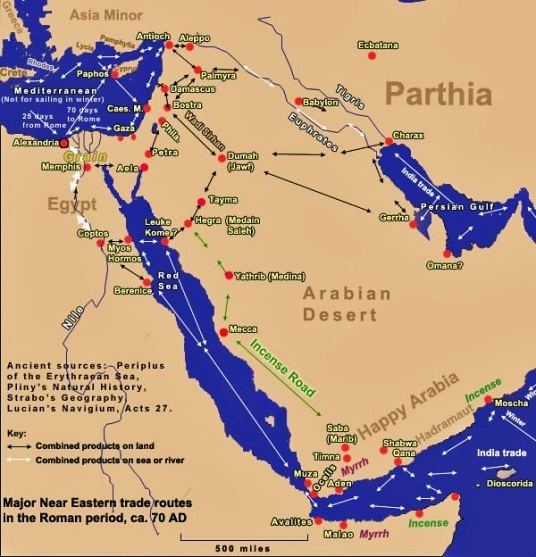 Asia Minor
Greece
Pamphylia
Lycia
Rhodes
Crete
Cyprus
Antioch
Aleppo
Ecbatana
Paphos
Palmyra
Mediterranean
(Not for sailing in winter)
Damascus
Tigris
Parthia
Babylon
Bostra
Caes. M.
25 days
from Rome
70 days
to Rome
Gaza
Phila.
Wadi Sirhan
Euphrates
Charax
Alexandria
Grain
Petra
Dumah
(Jawf)
Memphis
Aela
India trade
Tayma
Persian Gulf
Egypt
Gerrha
Leuke
Kome ?
Hegra (Medain
Saleh)
Coptos
Myos
Hormos
Omana?
Red
Sea
Yathrib (Medina)
Berenice
Arabian
Desert
Nile
Mecca
Incense Road
Ancient sources: Periplus
of the Erythraean Sea,
Pliny's Natural History,
Strabo's Geography,
Lucian's Navigium, Acts 27.
Happy Arabia
Incense
Moscha
Hadramaut
Winter
Key:
Combined products on land
Combined products on sea or river
Saba
(Marib)
Shabwa
Qana
Timna
Myrrh
India trade
Muza
Ocelis
Aden
Dioscorida
Major Near Eastern trade routes
in the Roman period, ca. 70 AD
Avalites
Malao
Myrrh
Incense
500 miles